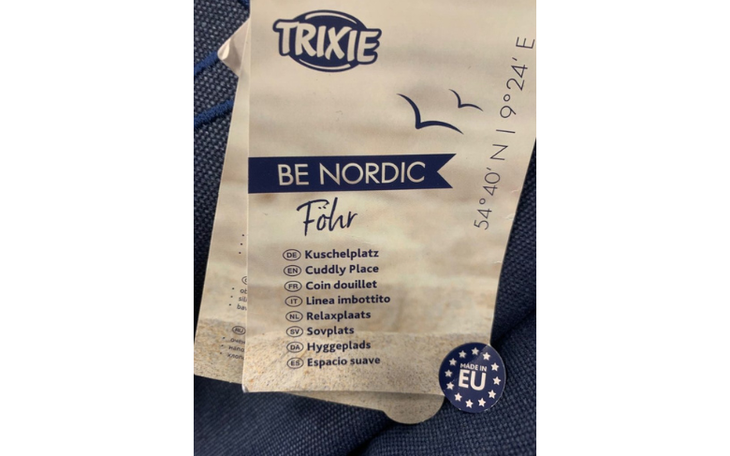 TRIXIE
54°40' N | 9°24' E
BE NORDIC
Föhr
DE Kuschelplatz
EN Cuddly Place
FR Coin douillet
IT Linea imbottito
NL Relaxplaats
SV Sovplats
DA Hyggeplads
ES Espacio suave
MADE IN
EU